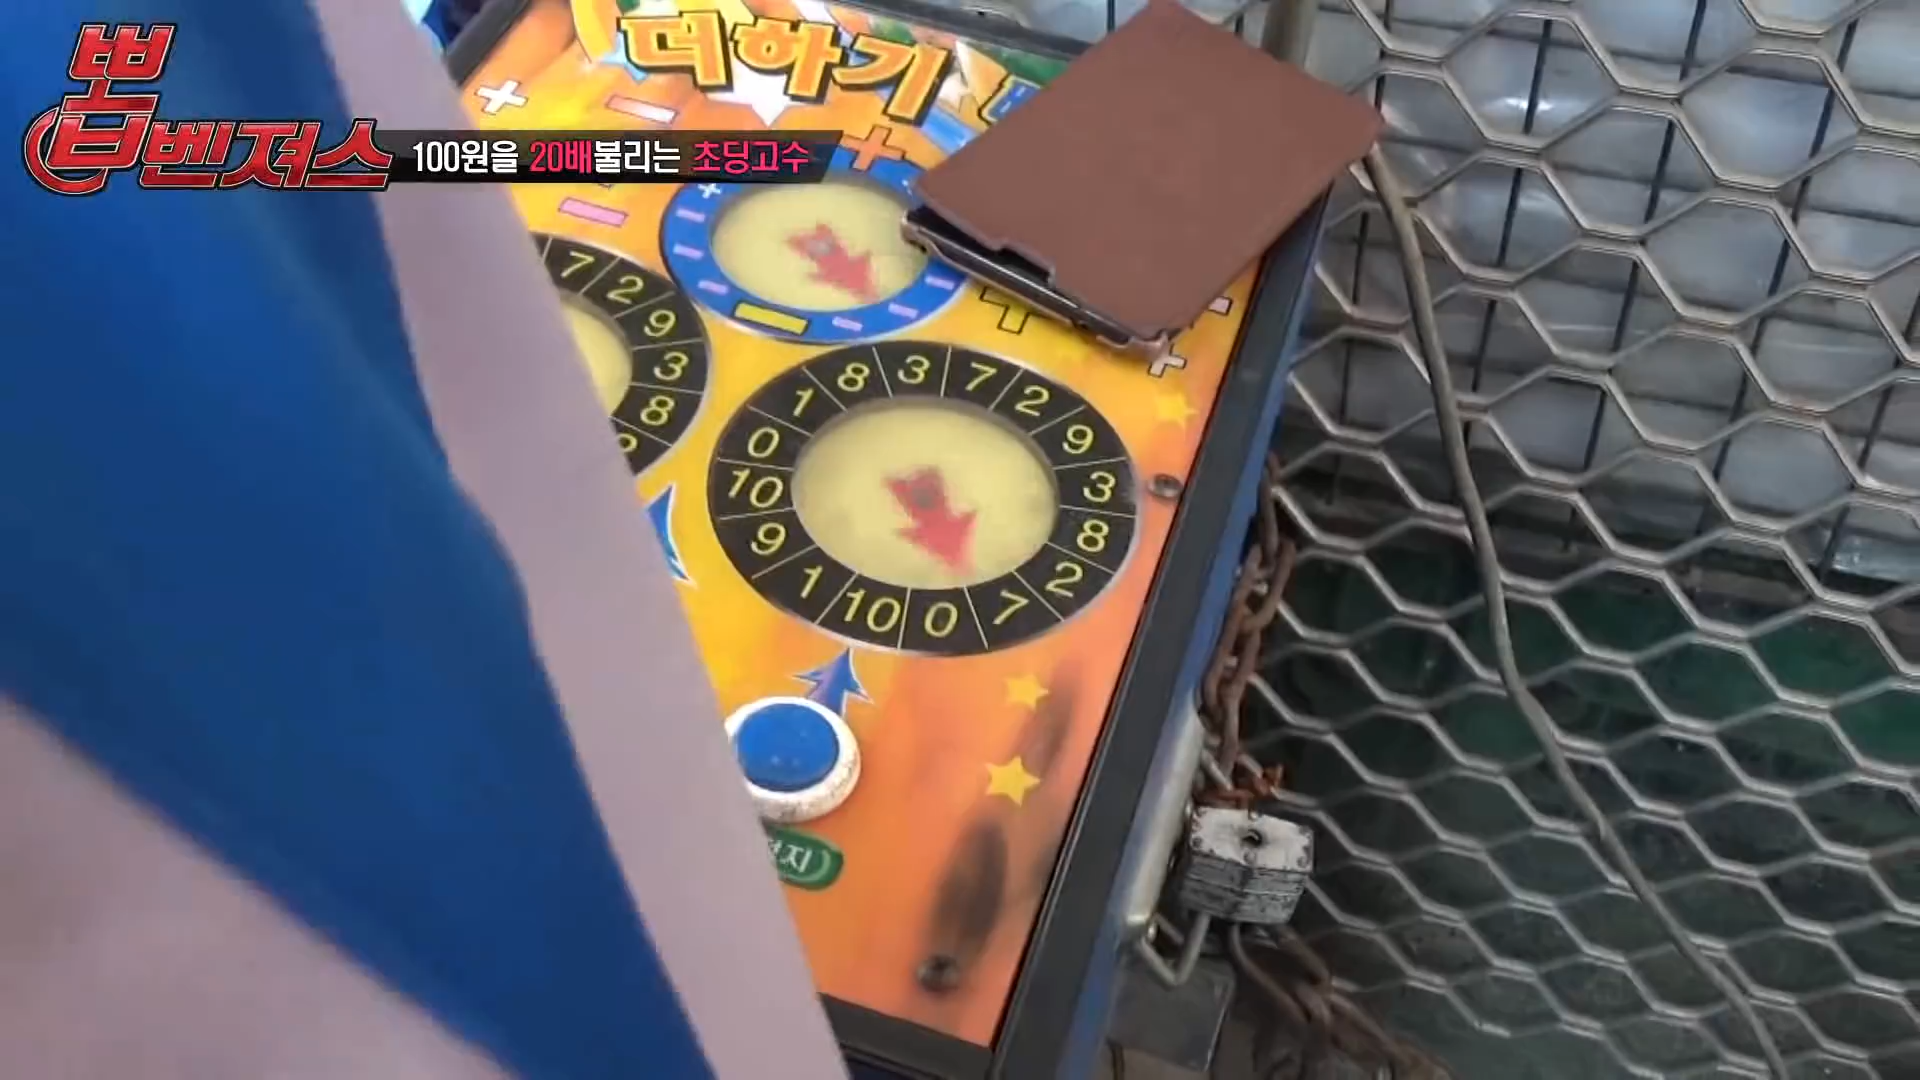 뽑벤져스
100원을 20배불리는 초딩고수
더하기
7 2 9 3 8
8 3 7 2 9 3 8 2 7 0 10 1 9 10 0 1
지